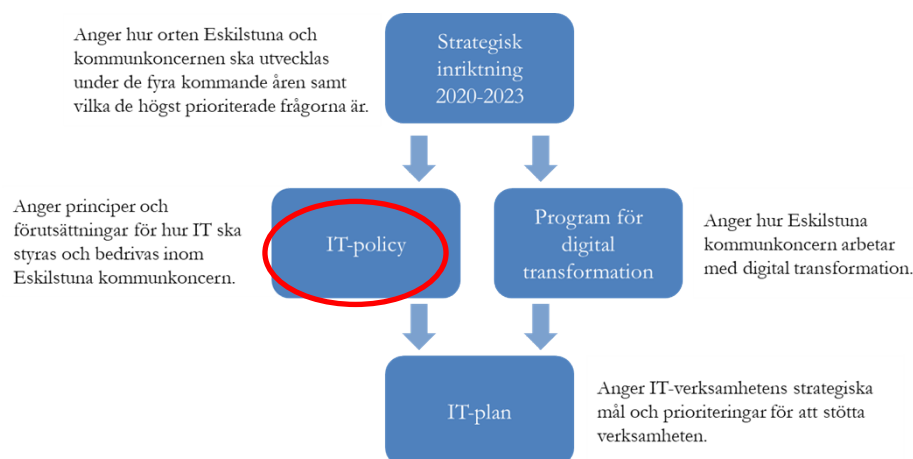 Anger hur orten Eskilstuna och
kommunkoncernen ska utvecklas
under de fyra kommande åren samt
vilka de högst prioriterade frågorna är.
Strategisk
inriktning
2020-2023
Anger principer och
förutsättningar för hur IT ska
styras och bedrivas inom
Eskilstuna kommunkoncern.
IT-policy
Program för
digital
transformation
Anger hur Eskilstuna
kommunkoncern arbetar
med digital transformation.
IT-plan
Anger IT-verksamhetens strategiska
mål och prioriteringar för att stötta
verksamheten.